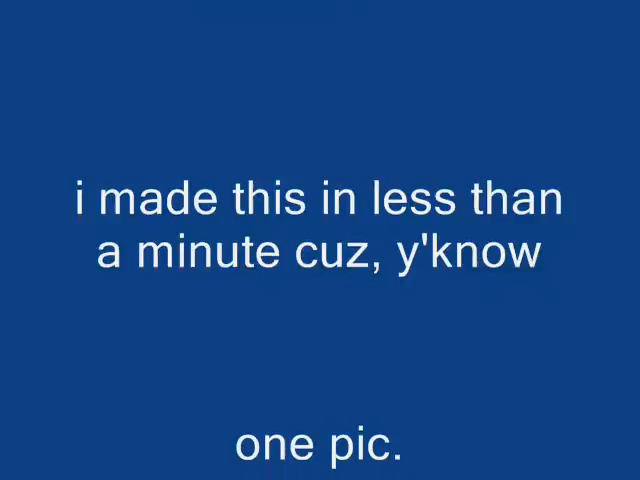 i made this in less than
a minute cuz, y'know
one pic.